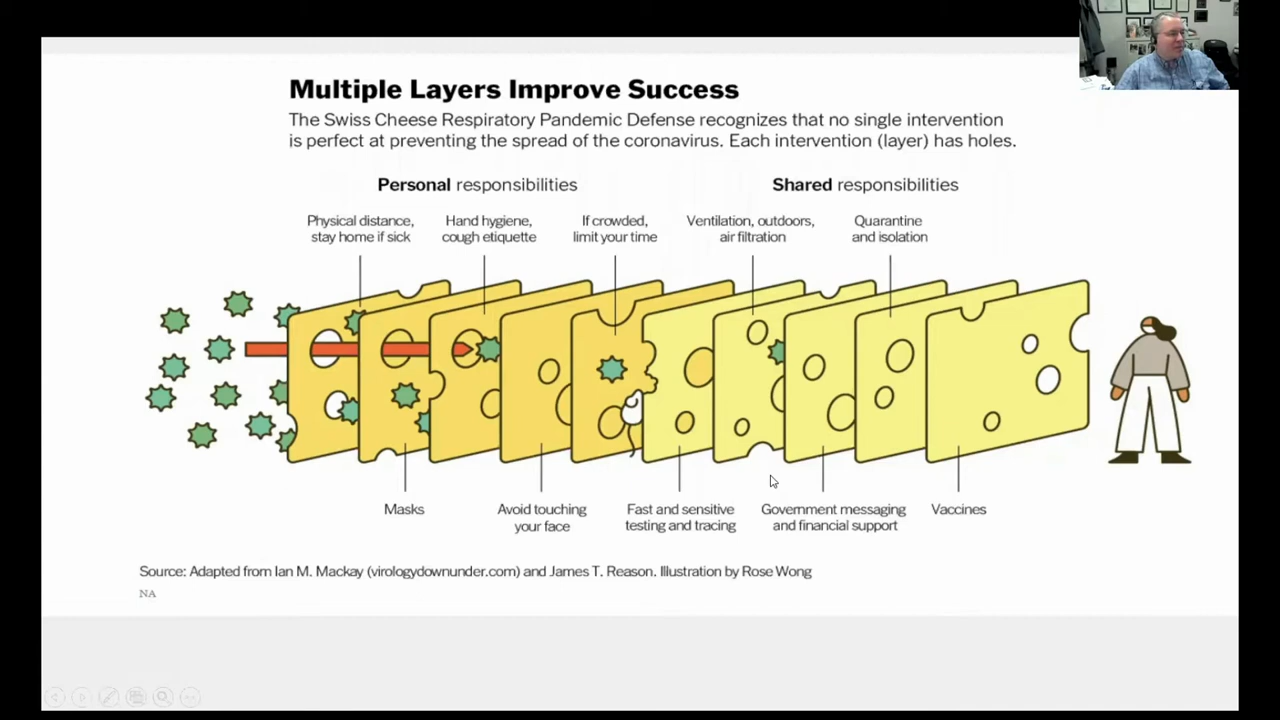 Multiple Layers Improve Success
The Swiss Cheese Respiratory Pandemic Defense recognizes that no single intervention
is perfect at preventing the spread of the coronavirus. Each intervention (layer) has holes.
Personal responsibilities
Shared responsibilities
Physical distance,
stay home if sick
Hand hygiene,
cough etiquette
If crowded,
limit your time
Ventilation, outdoors,
air filtration
Quarantine
and isolation
Masks
Avoid touching
your face
Fast and sensitive
testing and tracing
Government messaging
and financial support
Vaccines
Source: Adapted from Ian M. Mackay (virologydownunder.com) and James T. Reason. Illustration by Rose Wong
NA